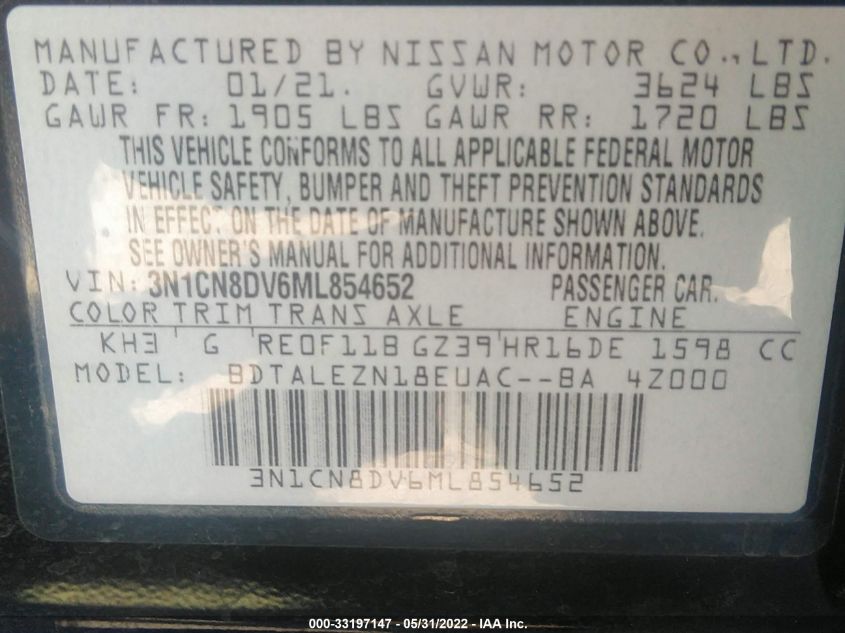 MANUFACTURED BY NISSAN MOTOR CO., LTD.
DATE: 01/21. GVWR: 3624 LBS
GAWR FR: 1905 LBS GAWR RR: 1720 LBS
THIS VEHICLE CONFORMS TO ALL APPLICABLE FEDERAL MOTOR
VEHICLE SAFETY, BUMPER AND THEFT PREVENTION STANDARDS
IN EFFECT ON THE DATE OF MANUFACTURE SHOWN ABOVE.
SEE OWNER'S MANUAL FOR ADDITIONAL INFORMATION.
VIN: 3N1CN8DV6ML854652 PASSENGER CAR.
COLOR TRIM TRANS AXLE ENGINE
KH3 ' G ' RE0F11B GZ39 ' HR16DE 1598 CC
MODEL: BDTALEZN18EUAC--BA 4Z000
3N1CN8DV6ML854652
000-33197147 - 05/31/2022 - IAA Inc.